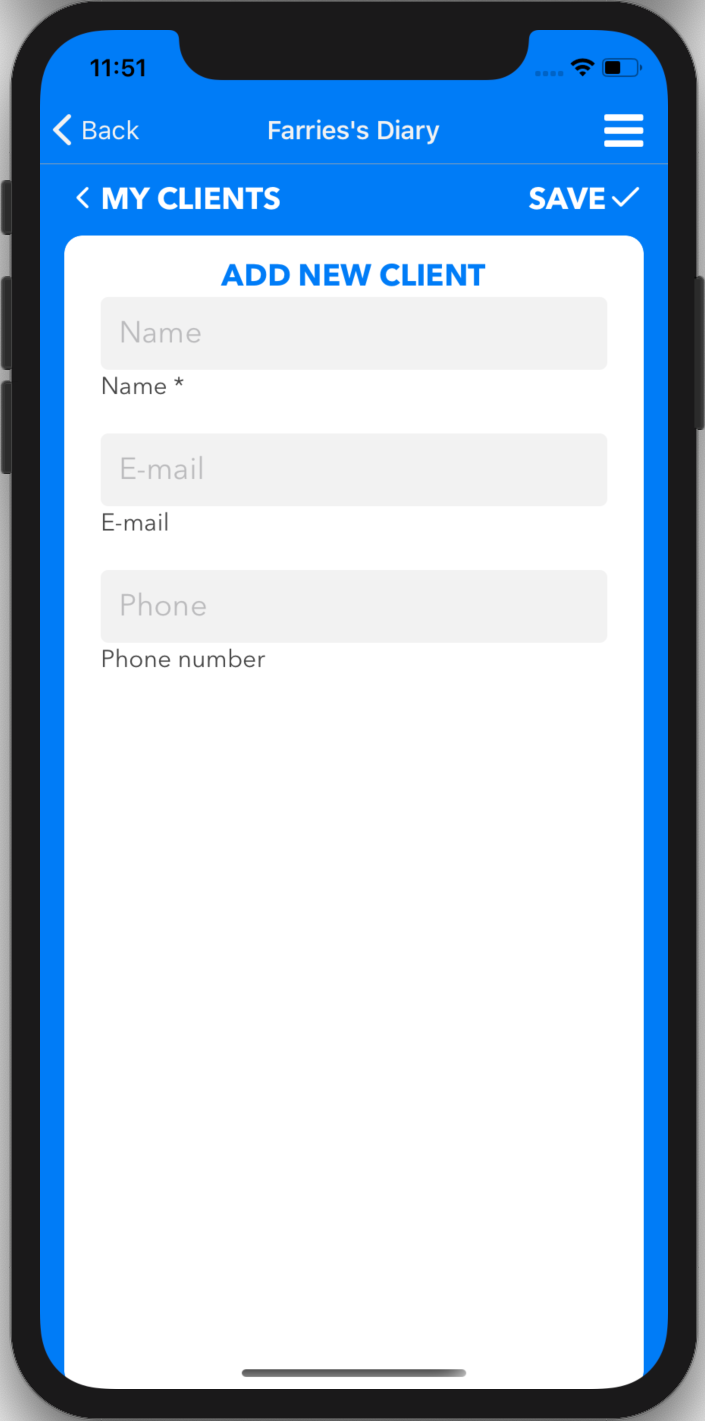 11:51
Back Farries's Diary
MY CLIENTS SAVE
ADD NEW CLIENT
Name
Name *
E-mail
E-mail
Phone
Phone number